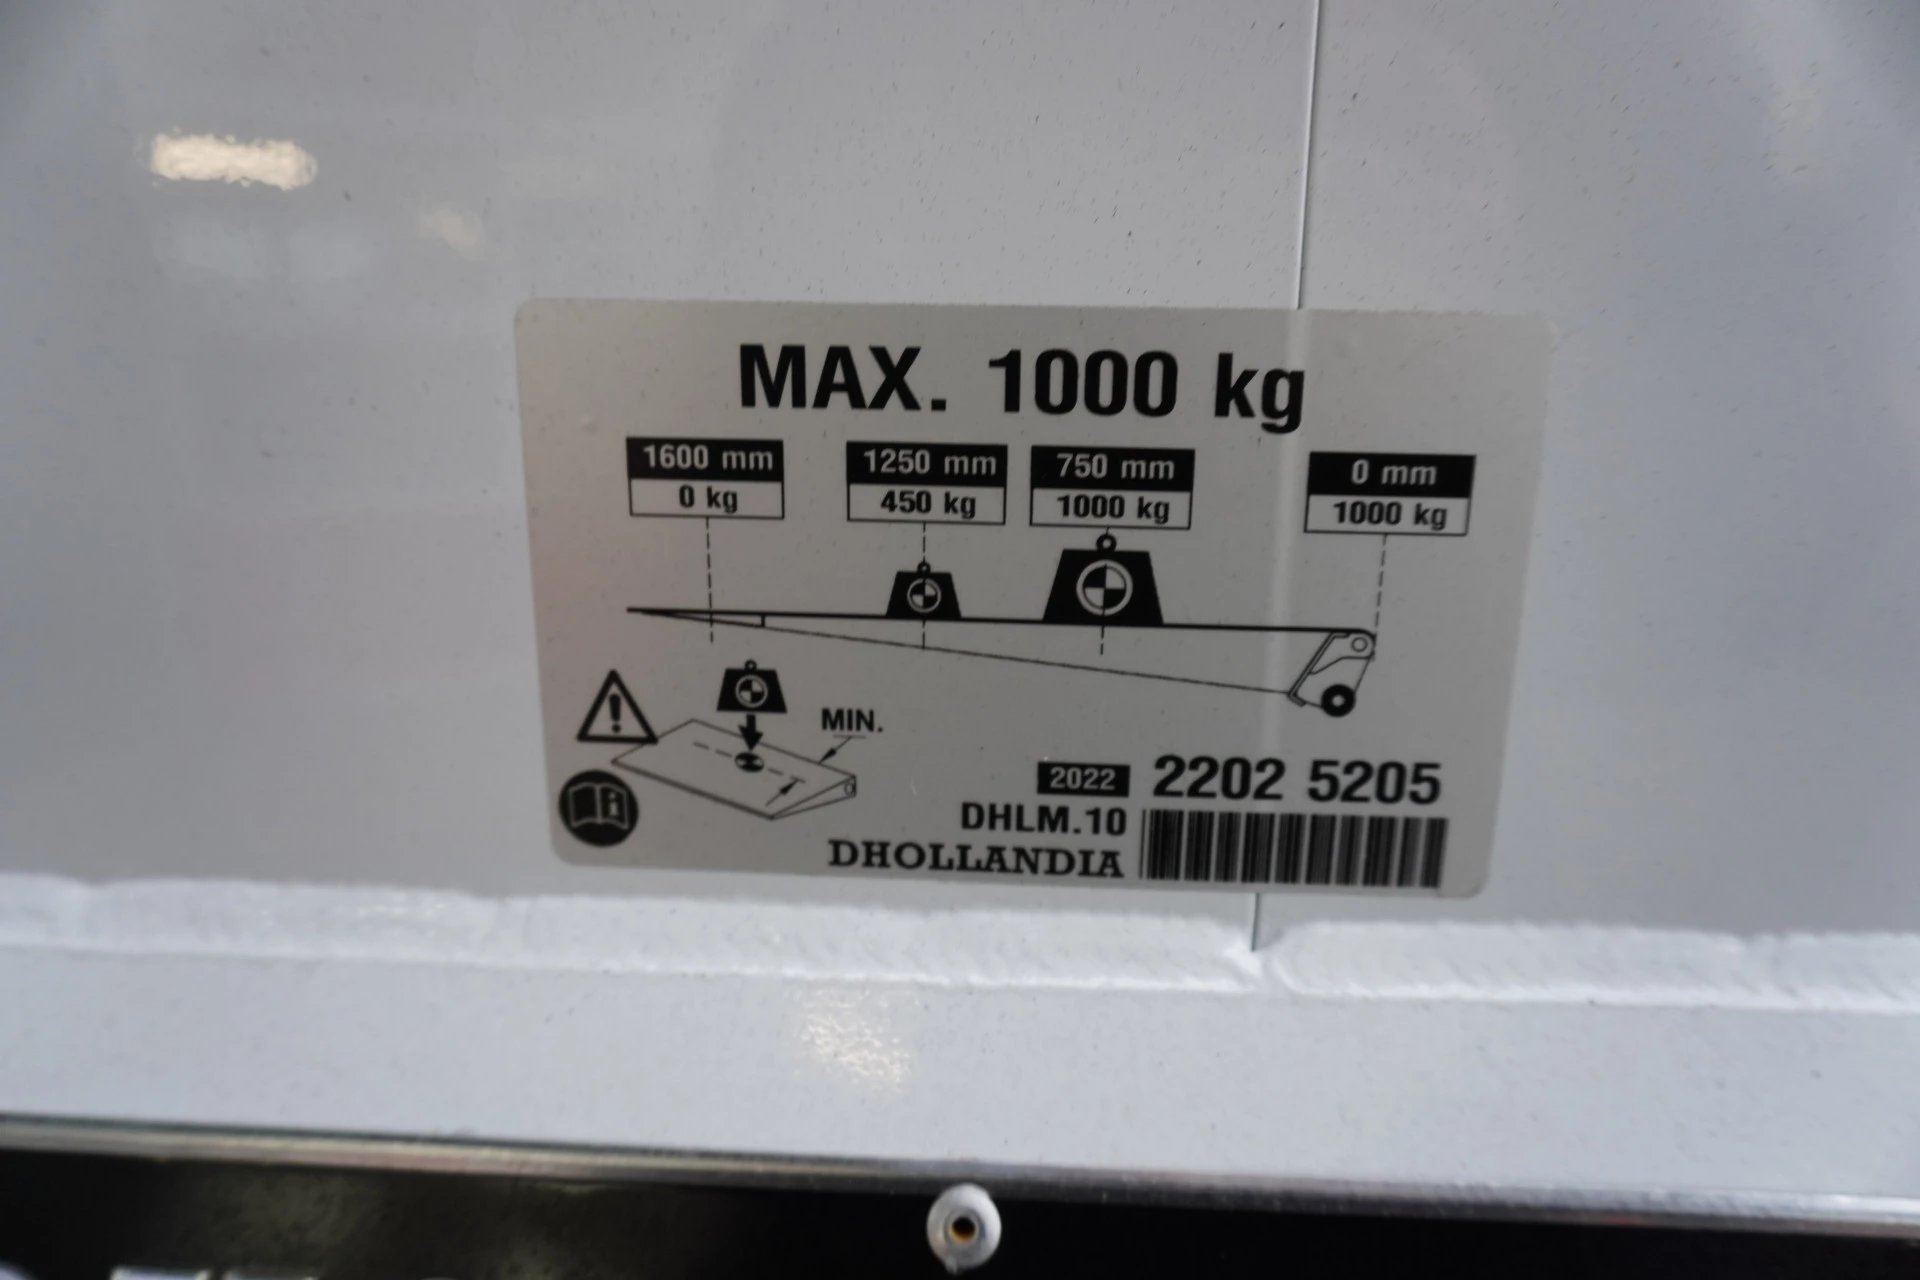 MAX. 1000 kg
1600 mm 1250 mm 750 mm 0 mm
0 kg 450 kg 1000 kg 1000 kg
MIN.
2022 2202 5205
DHLM.10
DHOLLANDIA